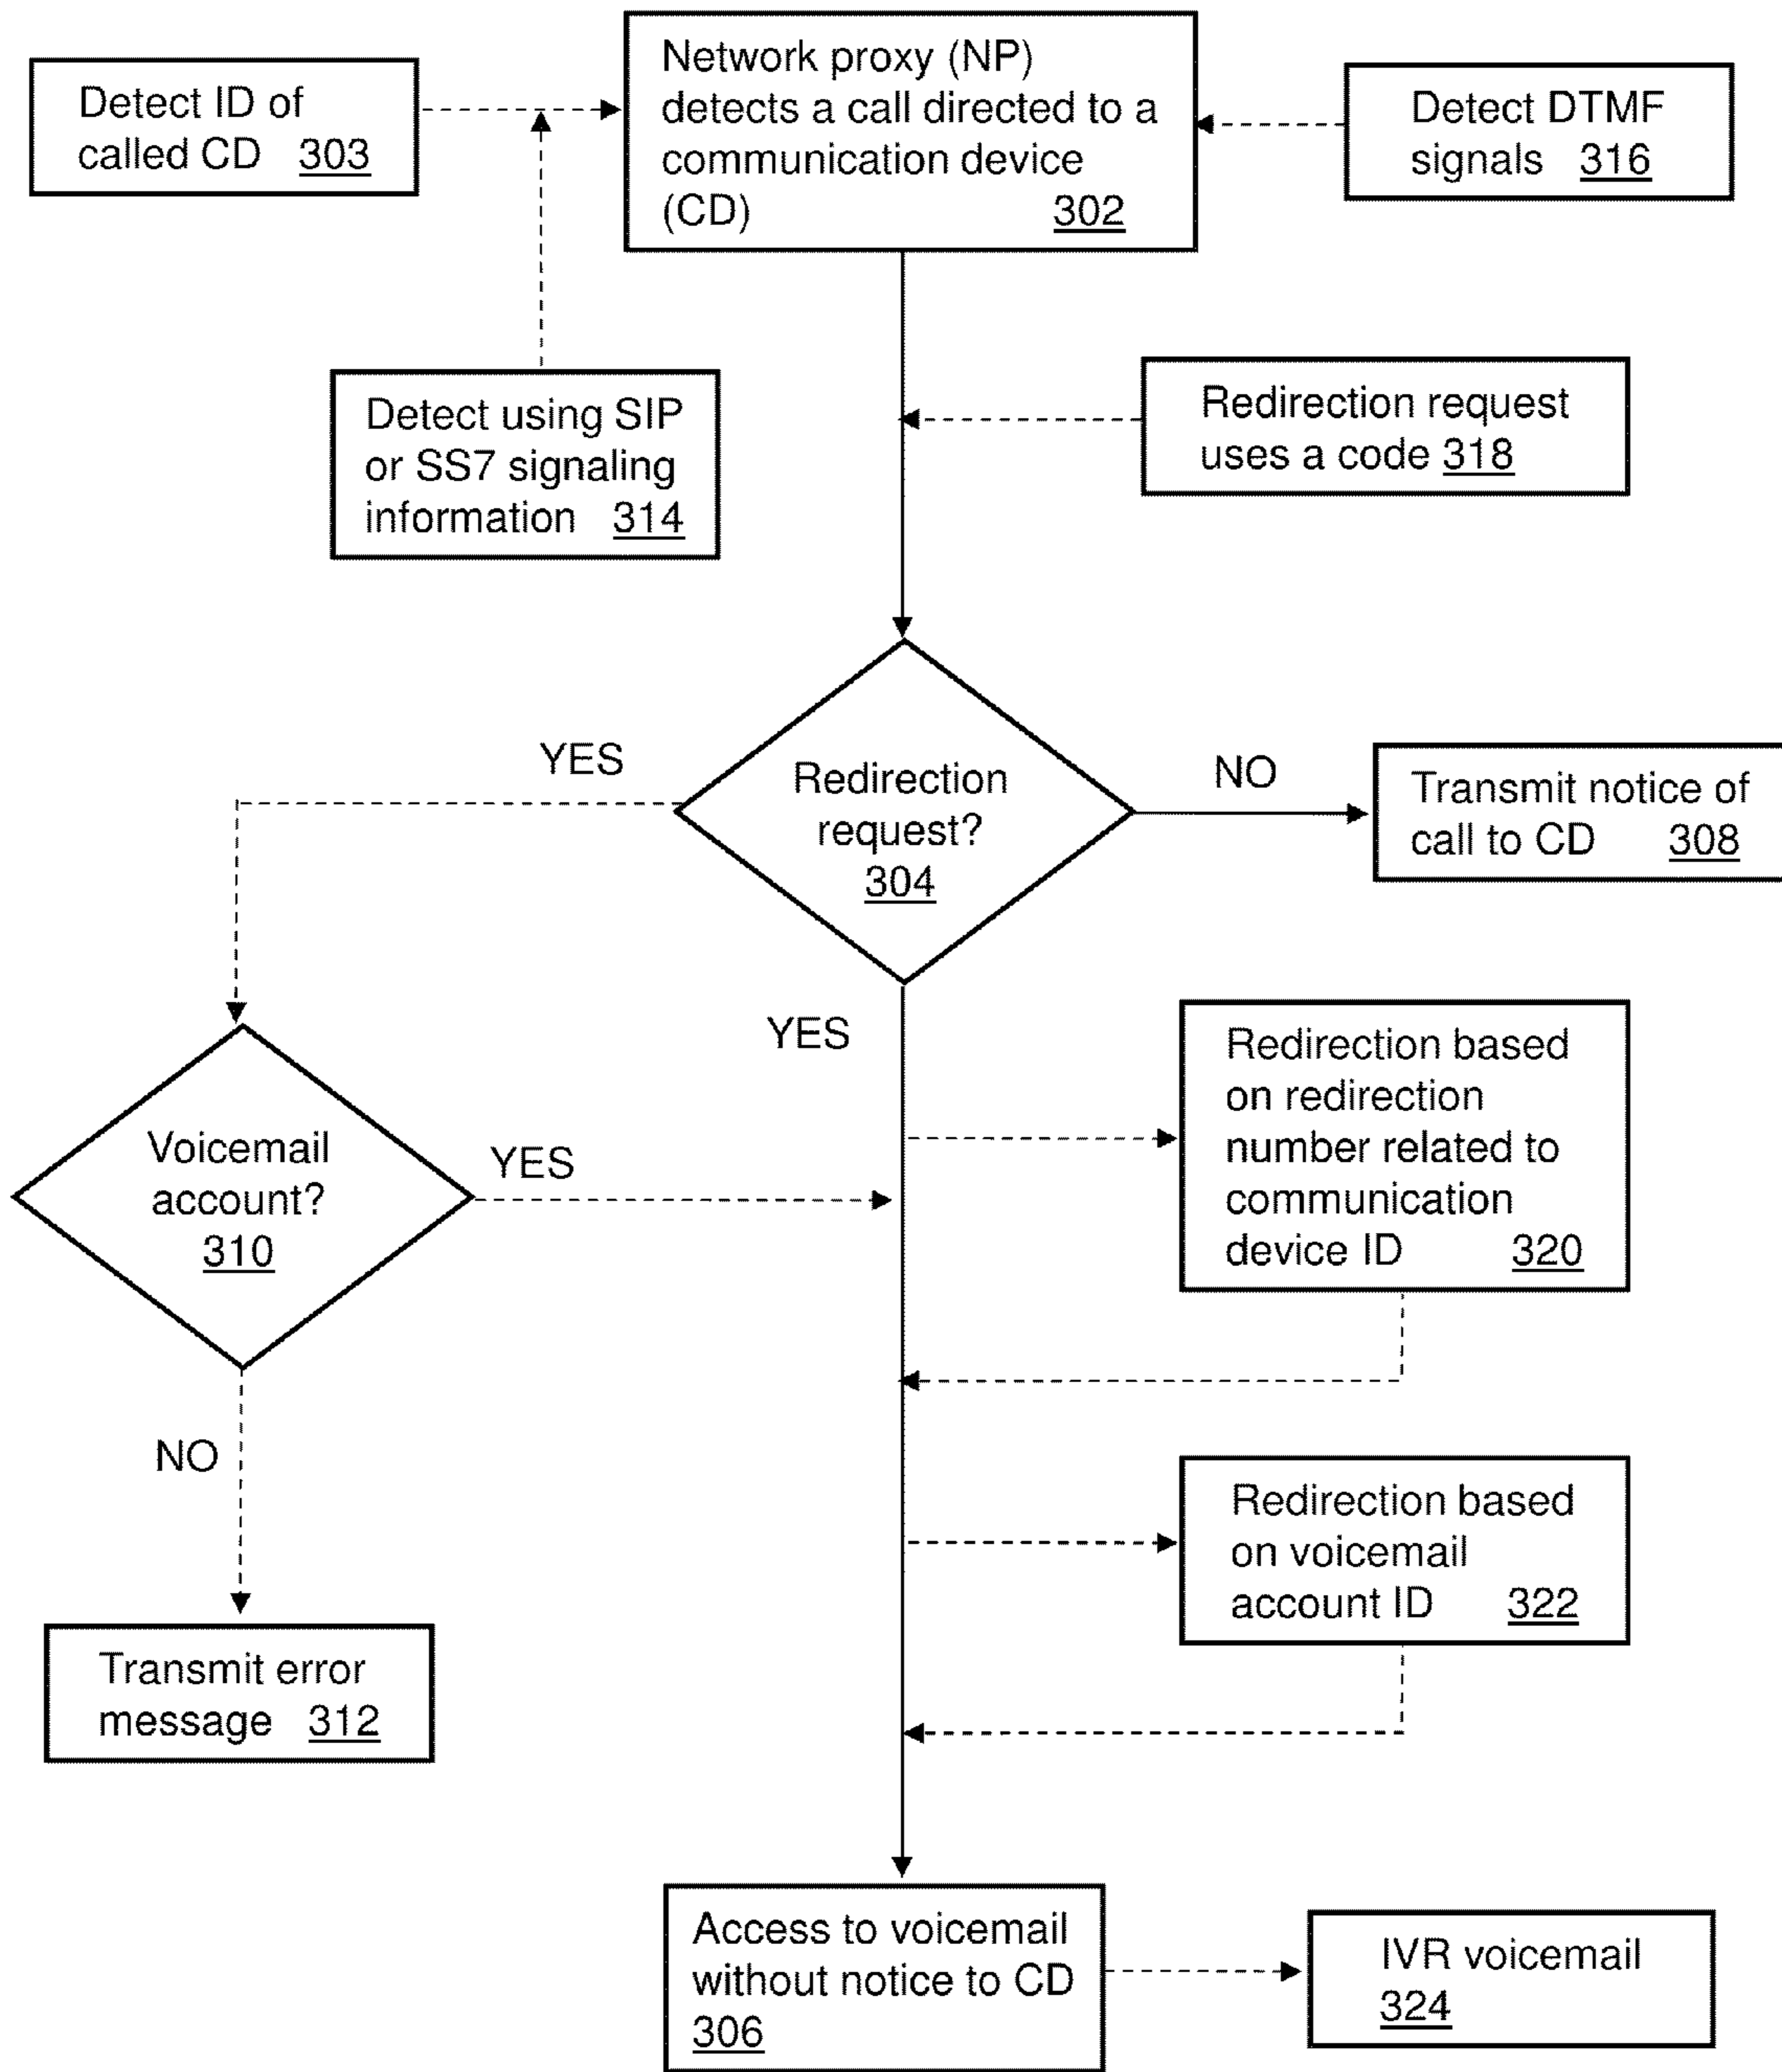 Network proxy (NP)
detects a call directed to a
communication device
(CD) 302
Detect ID of
called CD 303
Detect DTMF
signals 316
Detect using SIP
or SS7 signaling
information 314
Redirection request
uses a code 318
YES
Redirection
request?
304
NO
Transmit notice of
call to CD 308
YES
Redirection based
on redirection
number related to
communication
device ID 320
Voicemail
account?
310
YES
NO
Redirection based
on voicemail
account ID 322
Transmit error
message 312
Access to voicemail
without notice to CD
306
IVR voicemail
324